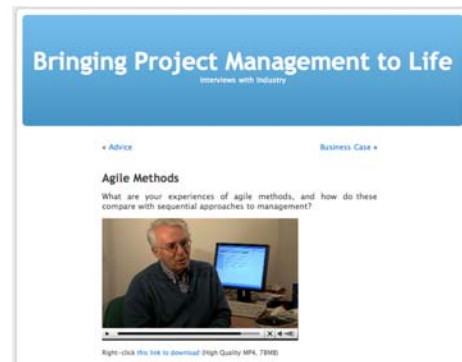 Bringing Project Management to Life
Interviews with Industry
« Advice
Business Case »
Agile Methods
What are your experiences of agile methods, and how do these
compare with sequential approaches to management?
Right-click this link to download (High Quality MP4, 78MB)